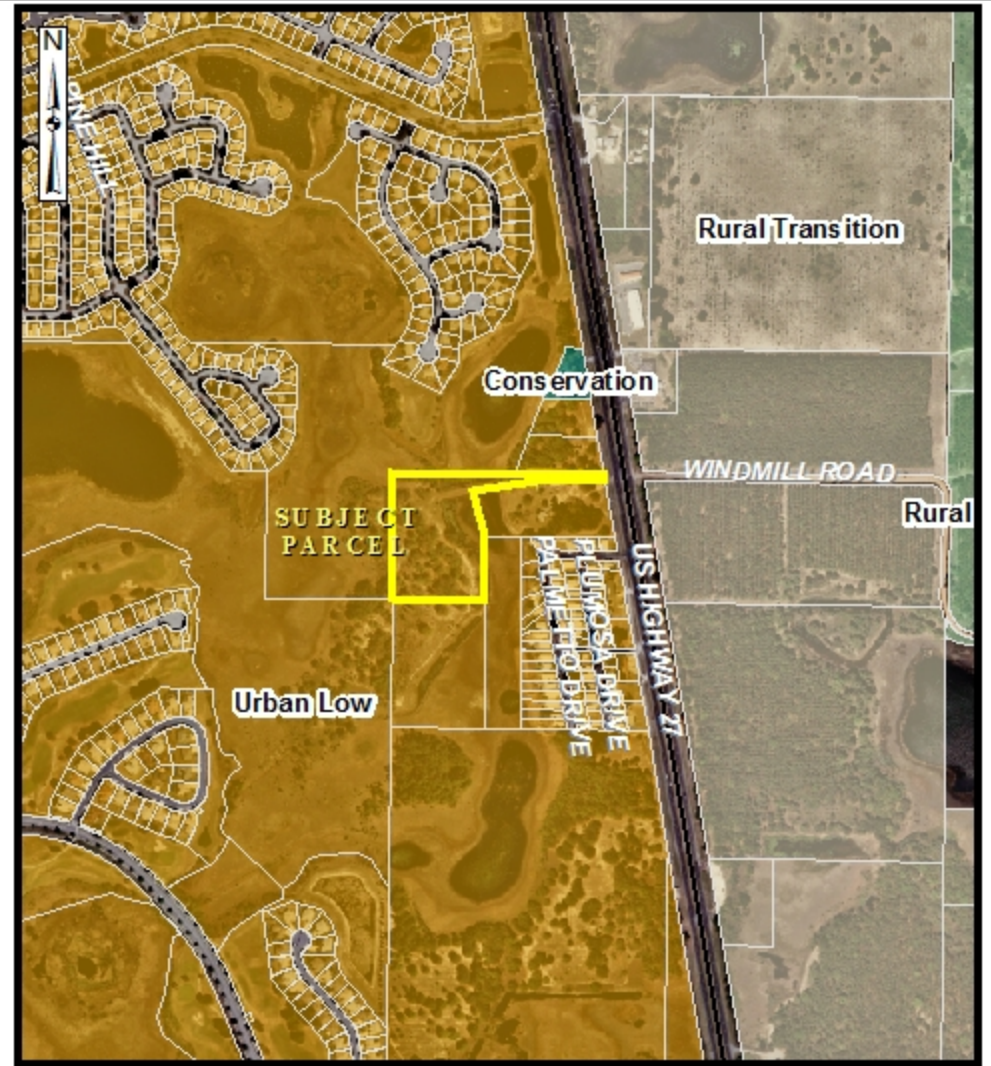 N
PINE HILL
Rural Transition
Conservation
WINDMILL ROAD
SUBJECT
PARCEL
Rural
PALMETTO DRIVE
PLUMOSA DRIVE
US HIGHWAY 27
Urban Low